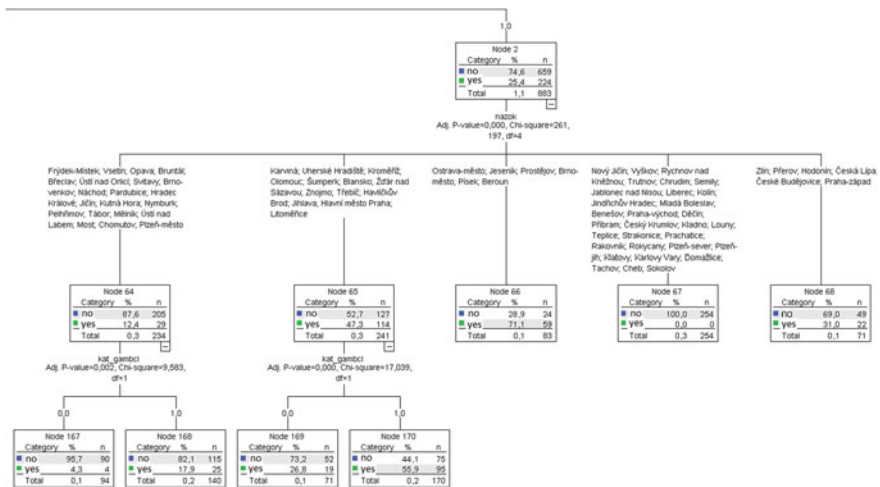 1,0
Node 2
Category % n
no 74,6 659
yes 25,4 224
Total 1,1 883
nazok
Adj. P-value=0,000, Chi-square=261,
197, df=4
Frýdek-Místek; Vsetín; Opava; Bruntál;
Břeclav; Ústí nad Orlicí; Svitavy; Brno-
venkov; Náchod; Pardubice; Hradec
Králové; Jičín; Kutná Hora; Nymburk;
Pelhřimov; Tábor; Mělník; Ústí nad
Labem; Most; Chomutov; Plzeň-město
Karviná; Uherské Hradiště; Kroměříž;
Olomouc; Šumperk; Blansko; Žďár nad
Sázavou; Znojmo; Třebíč; Havlíčkův
Brod; Jihlava; Hlavní město Praha;
Litoměřice
Ostrava-město; Jeseník; Prostějov; Brno-
město; Písek; Beroun
Nový Jičín; Vyškov; Rychnov nad
Kněžnou; Trutnov; Chrudim; Semily;
Jablonec nad Nisou; Liberec; Kolín;
Jindřichův Hradec; Mladá Boleslav;
Benešov; Praha-východ; Děčín;
Příbram; Český Krumlov; Kladno; Louny;
Teplice; Strakonice; Prachatice;
Rakovník; Rokycany; Plzeň-sever; Plzeň-
jih; Klatovy; Karlovy Vary; Domažlice;
Tachov; Cheb; Sokolov
Zlín; Přerov; Hodonín; Česká Lípa;
České Budějovice; Praha-západ
Node 64
Category % n
no 87,6 205
yes 12,4 29
Total 0,3 234
Node 65
Category % n
no 52,7 127
yes 47,3 114
Total 0,3 241
Node 66
Category % n
no 28,9 24
yes 71,1 59
Total 0,1 83
Node 67
Category % n
no 100,0 254
yes 0,0 0
Total 0,3 254
Node 68
Category % n
no 69,0 49
yes 31,0 22
Total 0,1 71
kat_gambcl
Adj. P-value=0,002, Chi-square=9,583,
df=1
kat_gambcl
Adj. P-value=0,000, Chi-square=17,039,
df=1
0,0
1,0
0,0
1,0
Node 167
Category % n
no 95,7 90
yes 4,3 4
Total 0,1 94
Node 168
Category % n
no 82,1 115
yes 17,9 25
Total 0,2 140
Node 169
Category % n
no 73,2 52
yes 26,8 19
Total 0,1 71
Node 170
Category % n
no 44,1 75
yes 55,9 95
Total 0,2 170